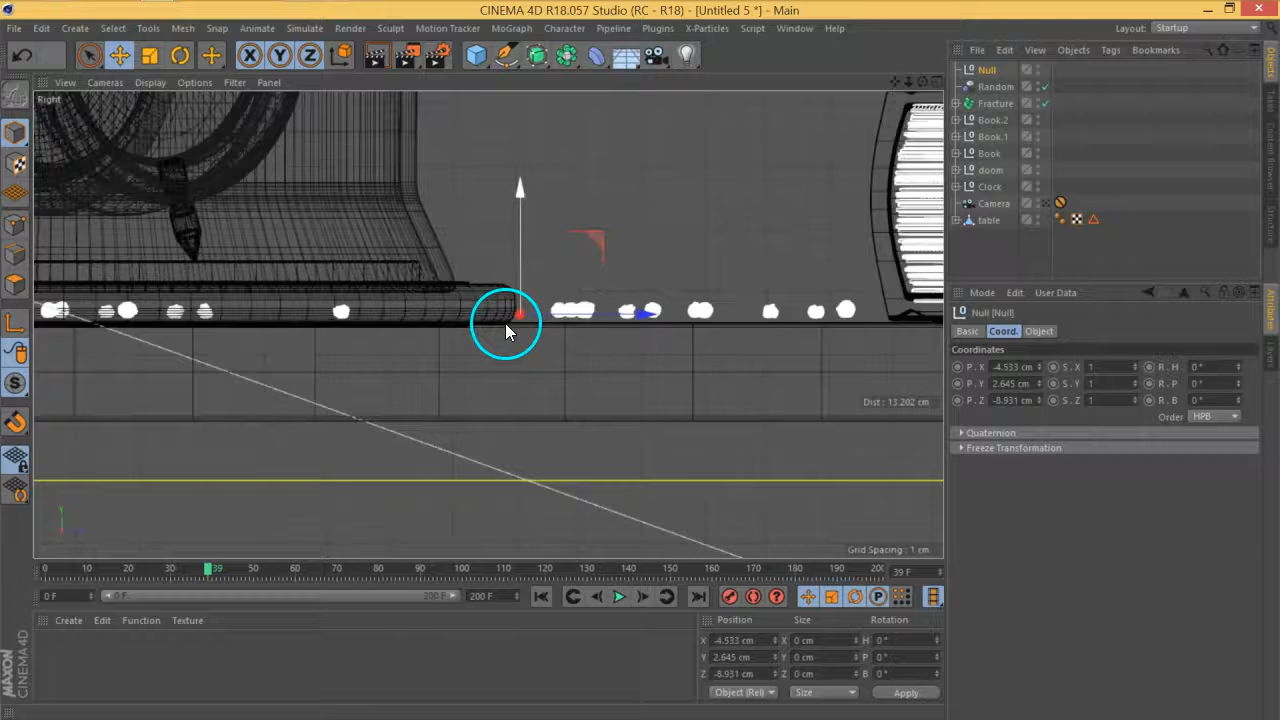 CINEMA 4D R18.057 Studio (RC - R18) - [Untitled 5 *] - Main
File Edit Create Select Tools Mesh Snap Animate Simulate Render Sculpt Motion Tracker MoGraph Character Pipeline Plugins X-Particles Script Window Help
Layout: Startup
X Y Z
View Cameras Display Options Filter Panel
Right
File Edit View Objects Tags Bookmarks
Null
Random
Fracture
Book.2
Book.1
Book
doom
Clock
Camera
table
Objects
Takes
Content Browser
Structure
Mode Edit User Data
Null [Null]
Basic Coord. Object
Coordinates
P.X -4.533 cm S.X 1 R.H 0°
P.Y 2.645 cm S.Y 1 R.P 0°
P.Z -8.931 cm S.Z 1 R.B 0°
Order HPB
Quaternion
Freeze Transformation
Attributes
Layers
Dist : 13.202 cm
Y
Grid Spacing : 1 cm
0 10 20 30 39 50 60 70 80 90 100 110 120 130 140 150 160 170 180 190 200
39 F
0 F 0 F 200 F 200 F
Create Edit Function Texture
Position Size Rotation
X -4.533 cm X 0 cm H 0°
Y 2.645 cm Y 0 cm P 0°
Z -8.931 cm Z 0 cm B 0°
Object (Rel) Size Apply
MAXON
CINEMA 4D